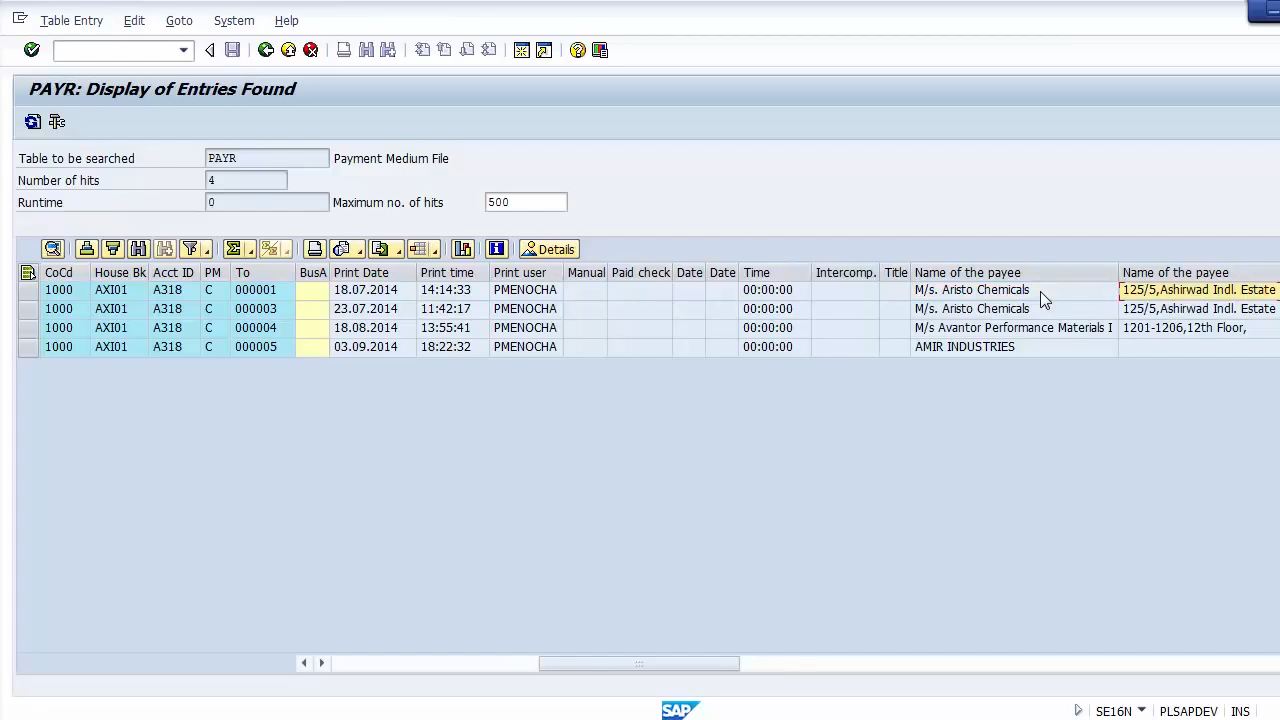 Table Entry Edit Goto System Help
PAYR: Display of Entries Found
Table to be searched PAYR Payment Medium File
Number of hits 4
Runtime 0 Maximum no. of hits 500
Details
CoCd House Bk Acct ID PM To BusA Print Date Print time Print user Manual Paid check Date Date Time Intercomp. Title Name of the payee Name of the payee
1000 AXI01 A318 C 000001 18.07.2014 14:14:33 PMENOCHA 00:00:00 M/s. Aristo Chemicals 125/5,Ashirwad Indl. Estate
1000 AXI01 A318 C 000003 23.07.2014 11:42:17 PMENOCHA 00:00:00 M/s. Aristo Chemicals 125/5,Ashirwad Indl. Estate
1000 AXI01 A318 C 000004 18.08.2014 13:55:41 PMENOCHA 00:00:00 M/s Avantor Performance Materials I 1201-1206,12th Floor,
1000 AXI01 A318 C 000005 03.09.2014 18:22:32 PMENOCHA 00:00:00 AMIR INDUSTRIES
SAP SE16N PLSAPDEV INS